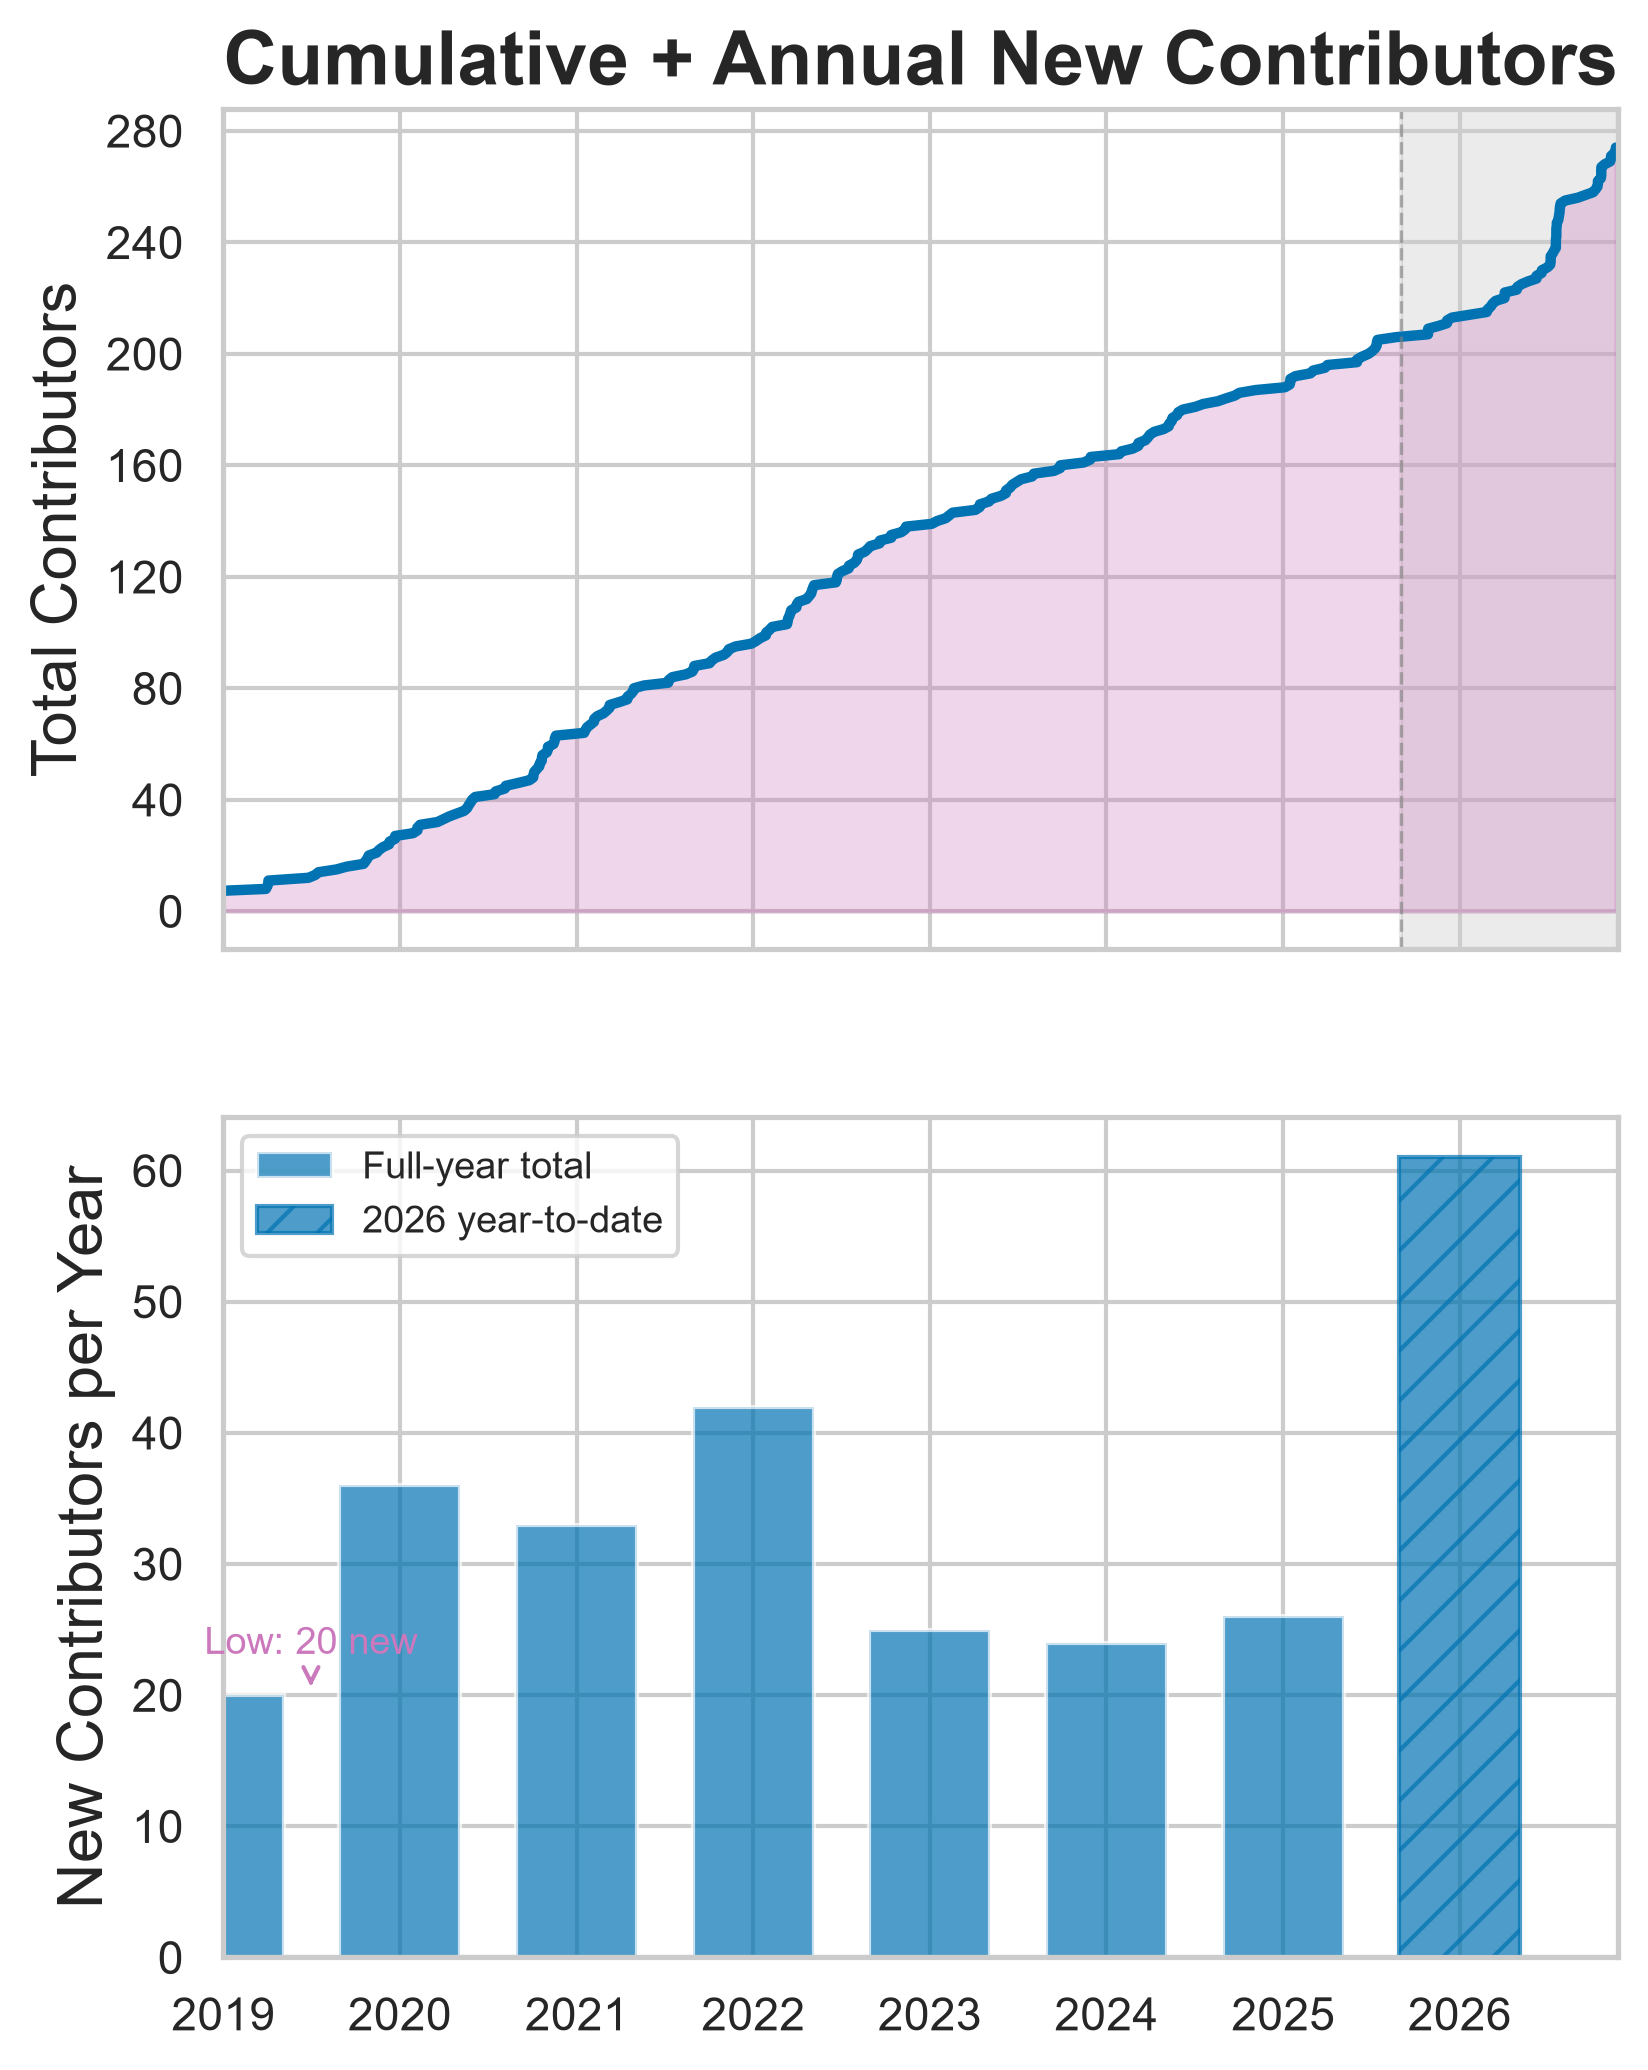 Cumulative + Annual New Contributors
Total Contributors
280
240
200
160
120
80
40
0
New Contributors per Year
60
50
40
30
20
10
0
Full-year total
2026 year-to-date
Low: 20 new
2019 2020 2021 2022 2023 2024 2025 2026